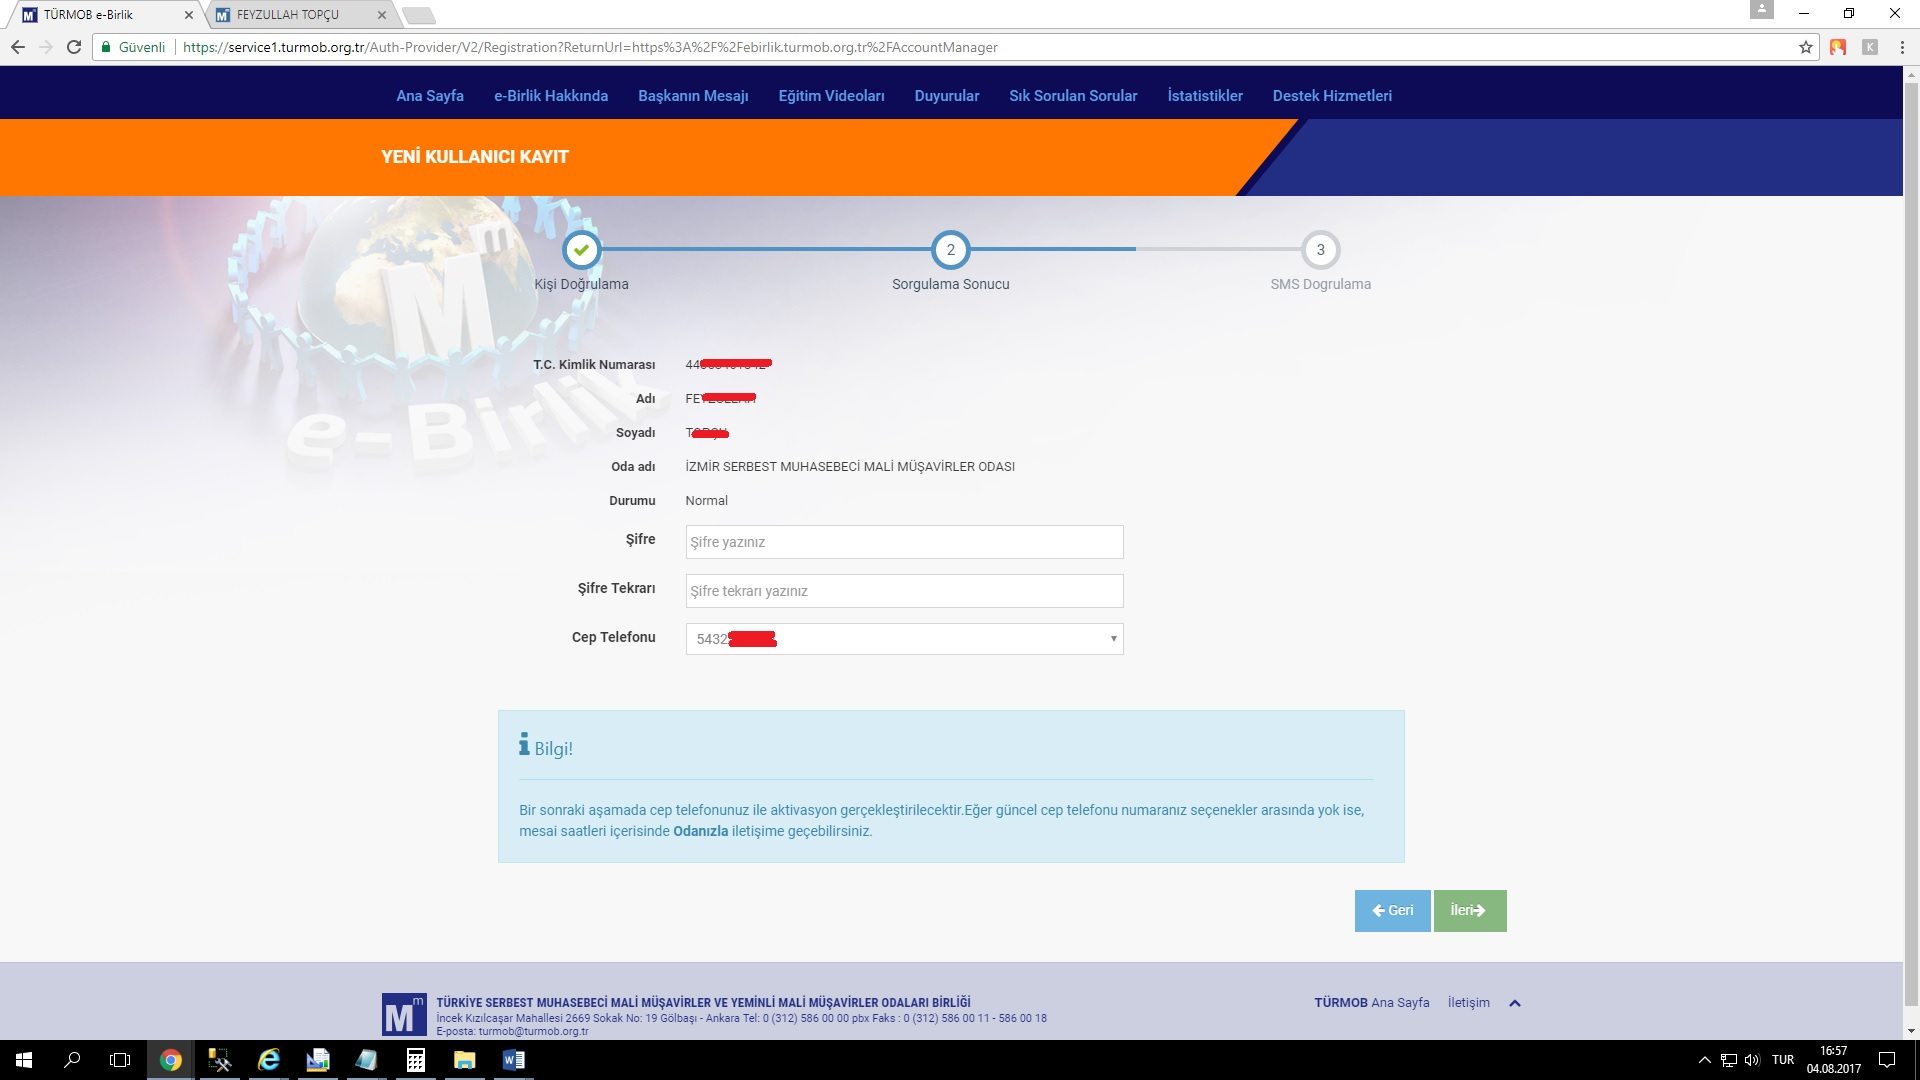 TÜRMOB e-Birlik
FEYZULLAH TOPÇU
Güvenli
https://service1.turmob.org.tr/Auth-Provider/V2/Registration?ReturnUrl=https%3A%2F%2Febirlik.turmob.org.tr%2FAccountManager
K
Ana Sayfa e-Birlik Hakkında Başkanın Mesajı Eğitim Videoları Duyurular Sık Sorulan Sorular İstatistikler Destek Hizmetleri
YENİ KULLANICI KAYIT
2 3
Kişi Doğrulama Sorgulama Sonucu SMS Dogrulama
M m
e-Birlik
T.C. Kimlik Numarası 44
Adı FE
Soyadı T
Oda adı İZMİR SERBEST MUHASEBECİ MALİ MÜŞAVİRLER ODASI
Durumu Normal
Şifre Şifre yazınız
Şifre Tekrarı Şifre tekrarı yazınız
Cep Telefonu 5432
Bilgi!
Bir sonraki aşamada cep telefonunuz ile aktivasyon gerçekleştirilecektir.Eğer güncel cep telefonu numaranız seçenekler arasında yok ise,
mesai saatleri içerisinde Odanızla iletişime geçebilirsiniz.
Geri İleri
Mm
TÜRKİYE SERBEST MUHASEBECİ MALİ MÜŞAVİRLER VE YEMİNLİ MALİ MÜŞAVİRLER ODALARI BİRLİĞİ
İncek Kızılcaşar Mahallesi 2669 Sokak No: 19 Gölbaşı - Ankara Tel: 0 (312) 586 00 00 pbx Faks : 0 (312) 586 00 11 - 586 00 18
E-posta: turmob@turmob.org.tr
TÜRMOB Ana Sayfa İletişim
TUR
16:57
04.08.2017